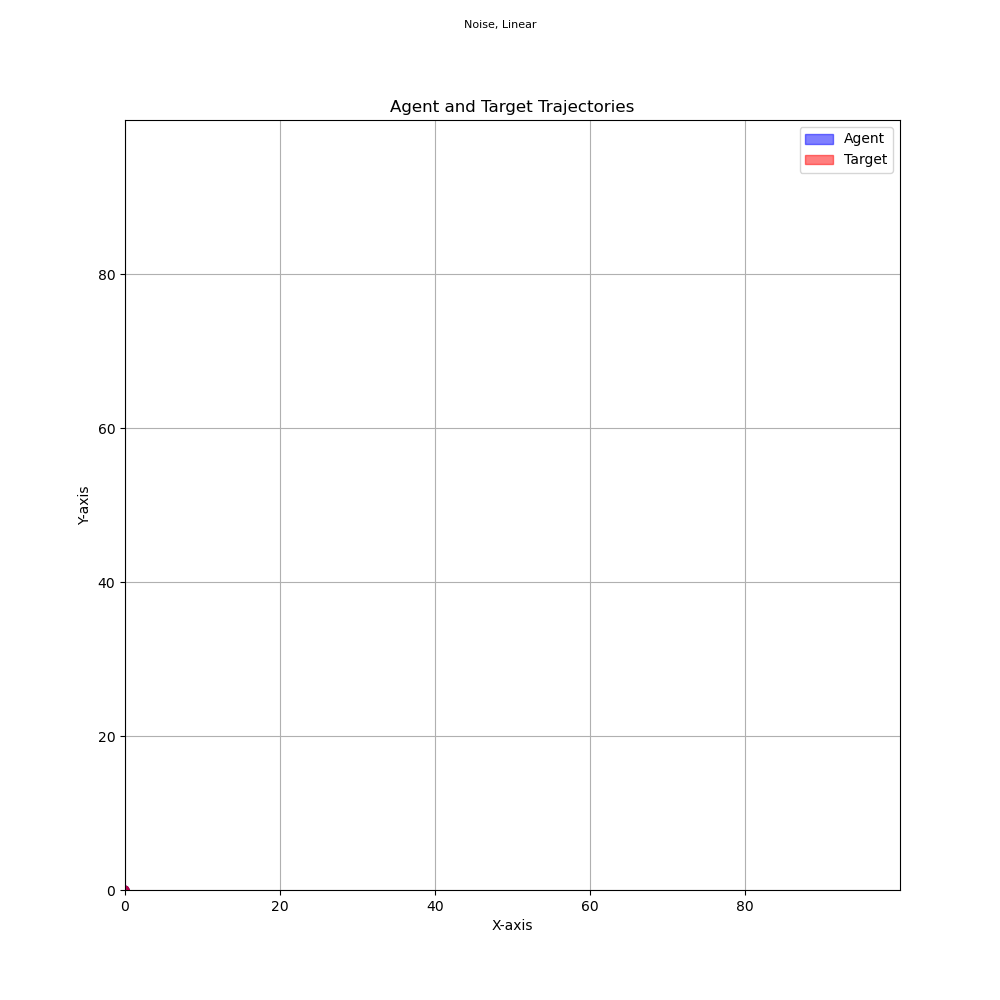 Noise, Linear
Agent and Target Trajectories
Agent
Target
80
60
40
20
0
Y-axis
0 20 40 60 80
X-axis